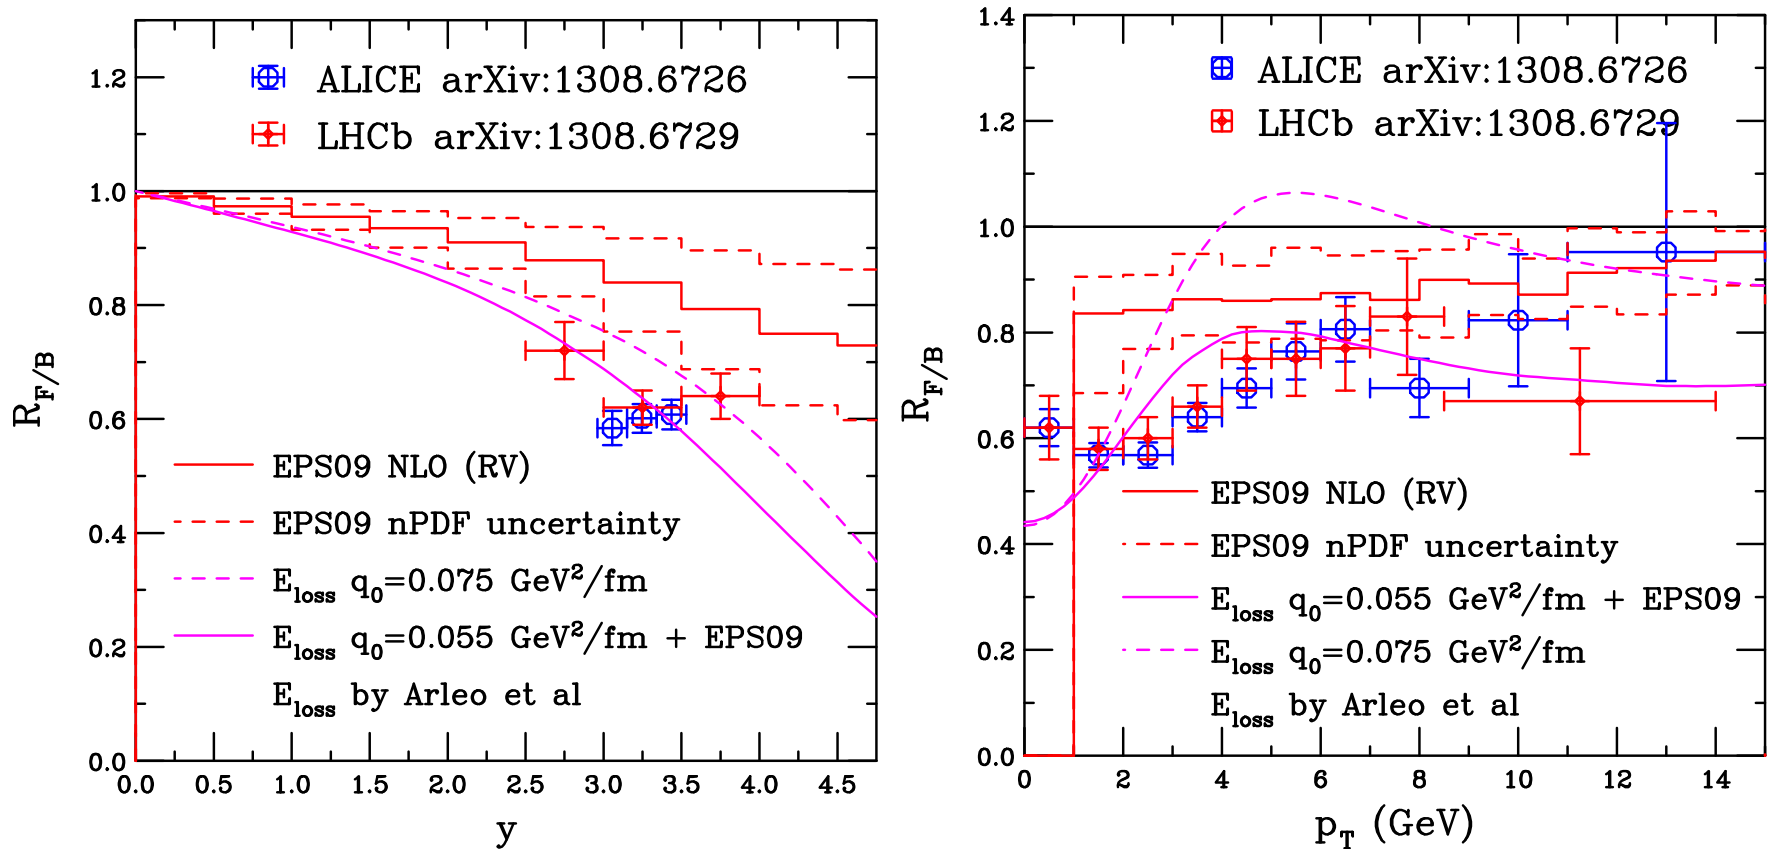 ALICE arXiv:1308.6726
LHCb arXiv:1308.6729
1.2
1.0
0.8
0.6
0.4
0.2
0.0
R_F/B
EPS09 NLO (RV)
EPS09 nPDF uncertainty
E_loss q_0=0.075 GeV²/fm
E_loss q_0=0.055 GeV²/fm + EPS09
E_loss by Arleo et al
0.0 0.5 1.0 1.5 2.0 2.5 3.0 3.5 4.0 4.5
y
ALICE arXiv:1308.6726
LHCb arXiv:1308.6729
1.4
1.2
1.0
0.8
0.6
0.4
0.2
0.0
R_F/B
EPS09 NLO (RV)
EPS09 nPDF uncertainty
E_loss q_0=0.055 GeV²/fm + EPS09
E_loss q_0=0.075 GeV²/fm
E_loss by Arleo et al
0 2 4 6 8 10 12 14
p_T (GeV)